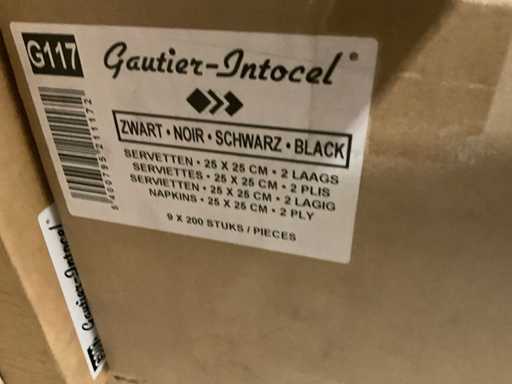 G117
Gautier-Intocel®
ZWART • NOIR • SCHWARZ • BLACK
SERVETTEN • 25 X 25 CM • 2 LAAGS
SERVIETTES • 25 X 25 CM • 2 PLIS
SERVIETTEN • 25 X 25 CM • 2 LAGIG
NAPKINS • 25 X 25 CM • 2 PLY
9 X 200 STUKS / PIECES
Gautier-Intocel